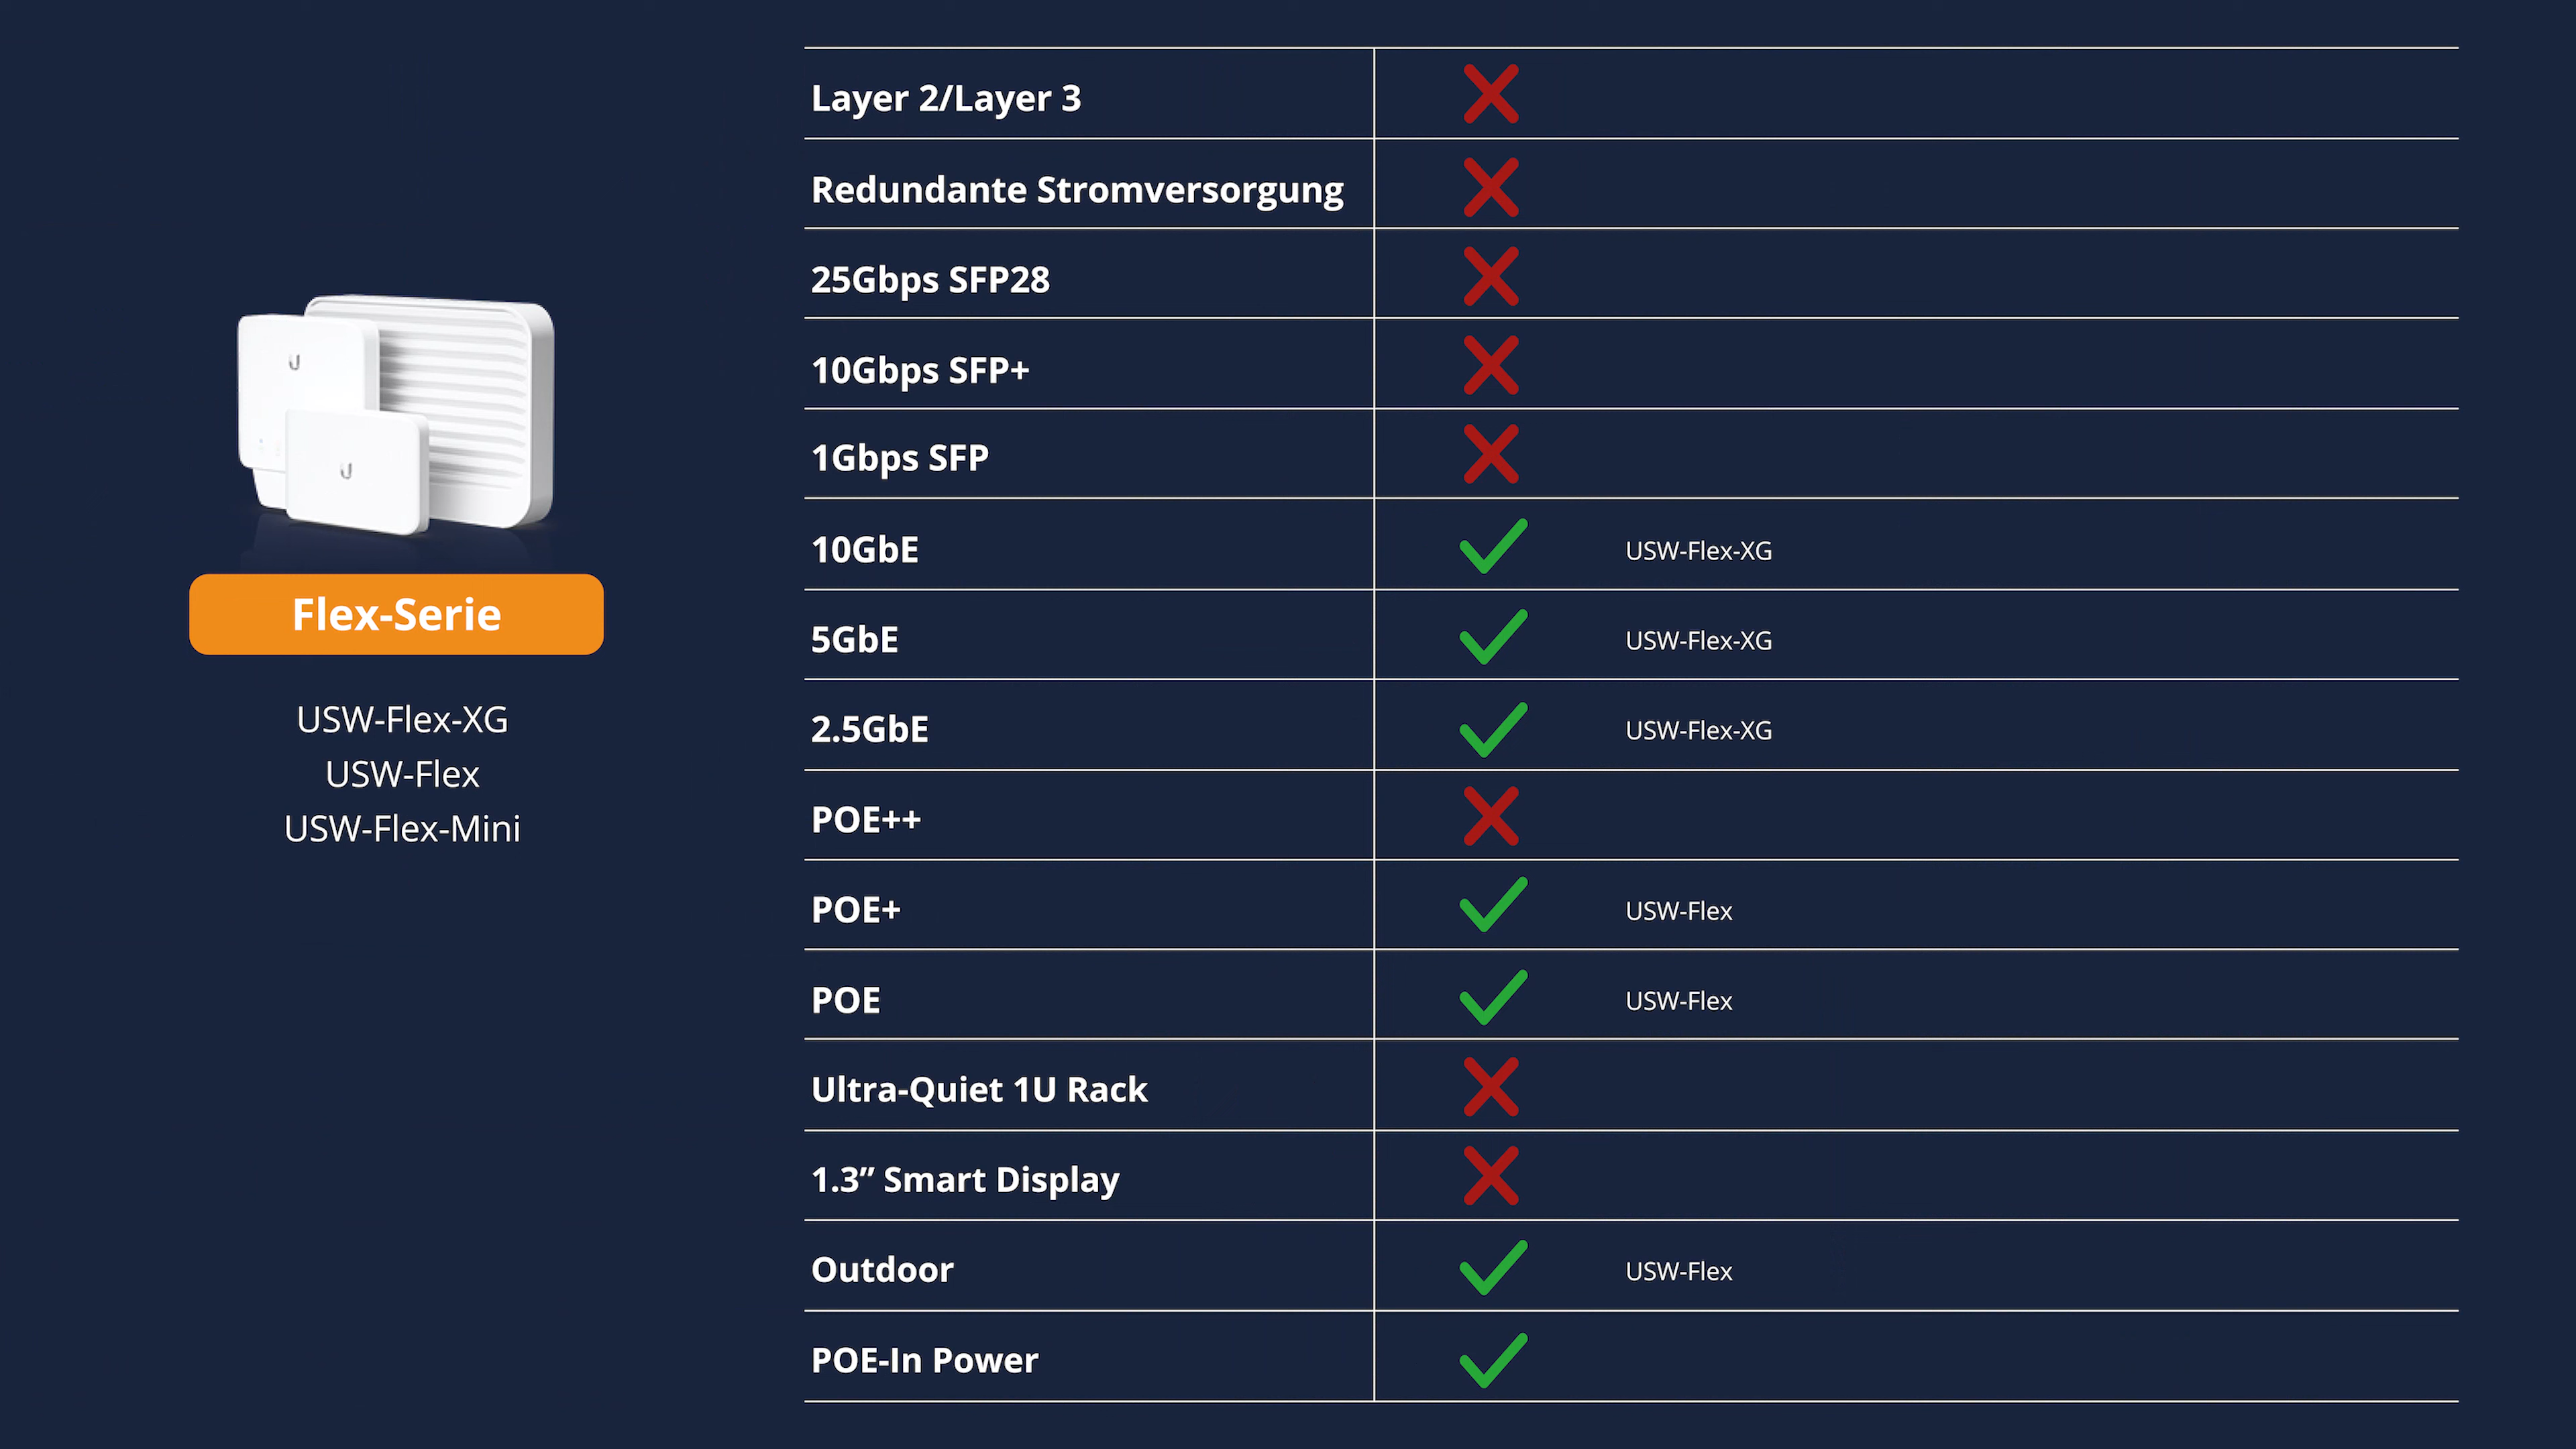 Flex-Serie
USW-Flex-XG
USW-Flex
USW-Flex-Mini
Layer 2/Layer 3
Redundante Stromversorgung
25Gbps SFP28
10Gbps SFP+
1Gbps SFP
10GbE USW-Flex-XG
5GbE USW-Flex-XG
2.5GbE USW-Flex-XG
POE++
POE+ USW-Flex
POE USW-Flex
Ultra-Quiet 1U Rack
1.3” Smart Display
Outdoor USW-Flex
POE-In Power